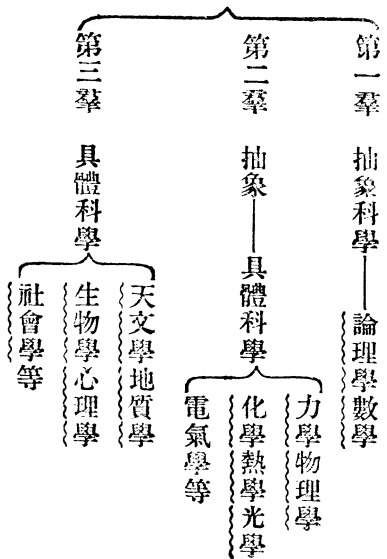 第一羣　抽象科學——論理學數學
第二羣　抽象——具體科學
力學物理學
化學熱學光學
電氣學等
第三羣　具體科學
天文學地質學
生物學心理學
社會學等